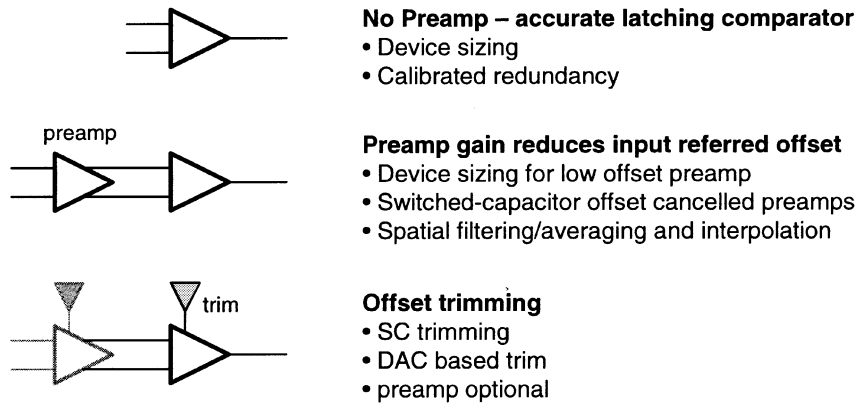 No Preamp – accurate latching comparator
• Device sizing
• Calibrated redundancy
preamp
Preamp gain reduces input referred offset
• Device sizing for low offset preamp
• Switched-capacitor offset cancelled preamps
• Spatial filtering/averaging and interpolation
trim
Offset trimming
• SC trimming
• DAC based trim
• preamp optional